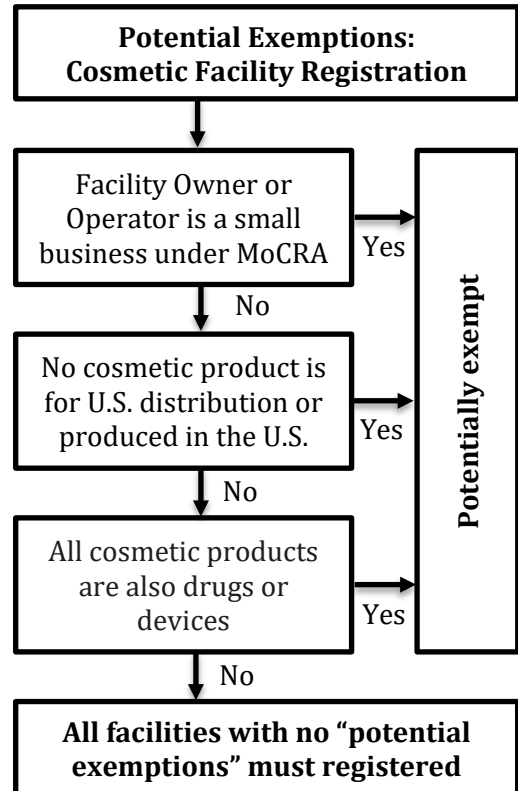 Potential Exemptions:
Cosmetic Facility Registration
Facility Owner or
Operator is a small
business under MoCRA
Yes
No
No cosmetic product is
for U.S. distribution or
produced in the U.S.
Yes
No
All cosmetic products
are also drugs or
devices
Yes
No
Potentially exempt
All facilities with no “potential
exemptions” must registered